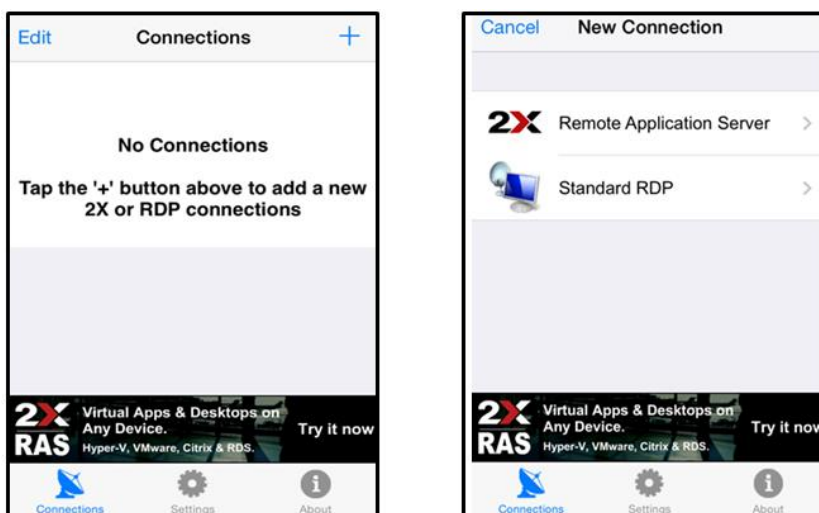 Edit Connections +
No Connections
Tap the '+' button above to add a new
2X or RDP connections
2X RAS
Virtual Apps & Desktops on
Any Device.
Hyper-V, VMware, Citrix & RDS.
Try it now
Connections Settings About
Cancel New Connection
2X Remote Application Server >
Standard RDP >
2X RAS
Virtual Apps & Desktops on
Any Device.
Hyper-V, VMware, Citrix & RDS.
Try it now
Connections Settings About